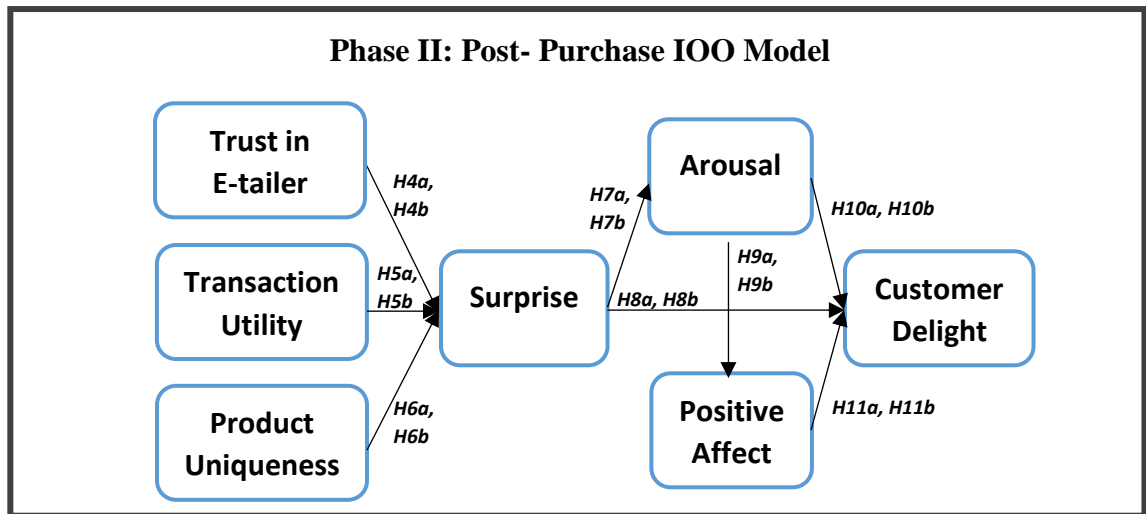 Phase II: Post- Purchase IOO Model
Trust in
E-tailer
H4a,
H4b
Transaction
Utility
H5a,
H5b
Product
Uniqueness
H6a,
H6b
Surprise
H7a,
H7b
Arousal
H8a, H8b
H9a,
H9b
H10a, H10b
Positive
Affect
H11a, H11b
Customer
Delight